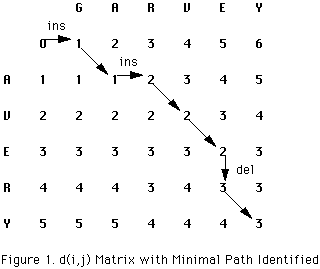 G A R V E Y
ins
0 1 2 3 4 5 6
ins
A 1 1 1 2 3 4 5
V 2 2 2 2 2 3 4
E 3 3 3 3 3 2 3
del
R 4 4 4 3 4 3 3
Y 5 5 5 4 4 4 3
Figure 1. d(i,j) Matrix with Minimal Path Identified